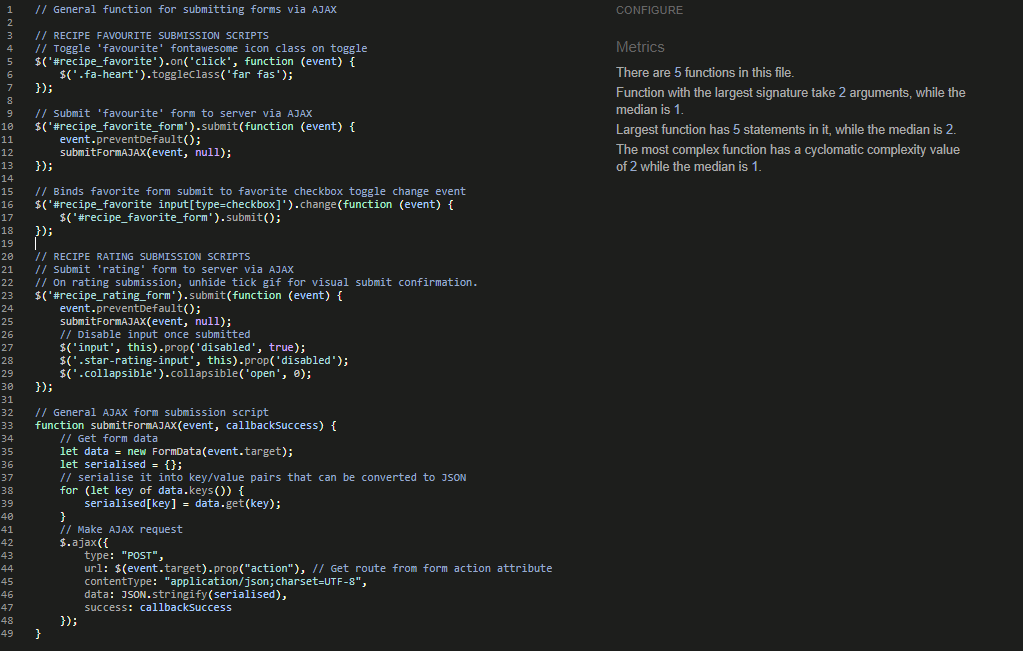 1 // General function for submitting forms via AJAX
2
3 // RECIPE FAVOURITE SUBMISSION SCRIPTS
4 // Toggle 'favourite' fontawesome icon class on toggle
5 $('#recipe_favorite').on('click', function (event) {
6     $('.fa-heart').toggleClass('far fas');
7 });
8
9 // Submit 'favourite' form to server via AJAX
10 $('#recipe_favorite_form').submit(function (event) {
11     event.preventDefault();
12     submitFormAJAX(event, null);
13 });
14
15 // Binds favorite form submit to favorite checkbox toggle change event
16 $('#recipe_favorite input[type=checkbox]').change(function (event) {
17     $('#recipe_favorite_form').submit();
18 });
19
20 // RECIPE RATING SUBMISSION SCRIPTS
21 // Submit 'rating' form to server via AJAX
22 // On rating submission, unhide tick gif for visual submit confirmation.
23 $('#recipe_rating_form').submit(function (event) {
24     event.preventDefault();
25     submitFormAJAX(event, null);
26     // Disable input once submitted
27     $('input', this).prop('disabled', true);
28     $('.star-rating-input', this).prop('disabled');
29     $('.collapsible').collapsible('open', 0);
30 });
31
32 // General AJAX form submission script
33 function submitFormAJAX(event, callbackSuccess) {
34     // Get form data
35     let data = new FormData(event.target);
36     let serialised = {};
37     // serialise it into key/value pairs that can be converted to JSON
38     for (let key of data.keys()) {
39         serialised[key] = data.get(key);
40     }
41     // Make AJAX request
42     $.ajax({
43         type: "POST",
44         url: $(event.target).prop("action"), // Get route from form action attribute
45         contentType: "application/json;charset=UTF-8",
46         data: JSON.stringify(serialised),
47         success: callbackSuccess
48     });
49 }
CONFIGURE
Metrics
There are 5 functions in this file.
Function with the largest signature take 2 arguments, while the
median is 1.
Largest function has 5 statements in it, while the median is 2.
The most complex function has a cyclomatic complexity value
of 2 while the median is 1.